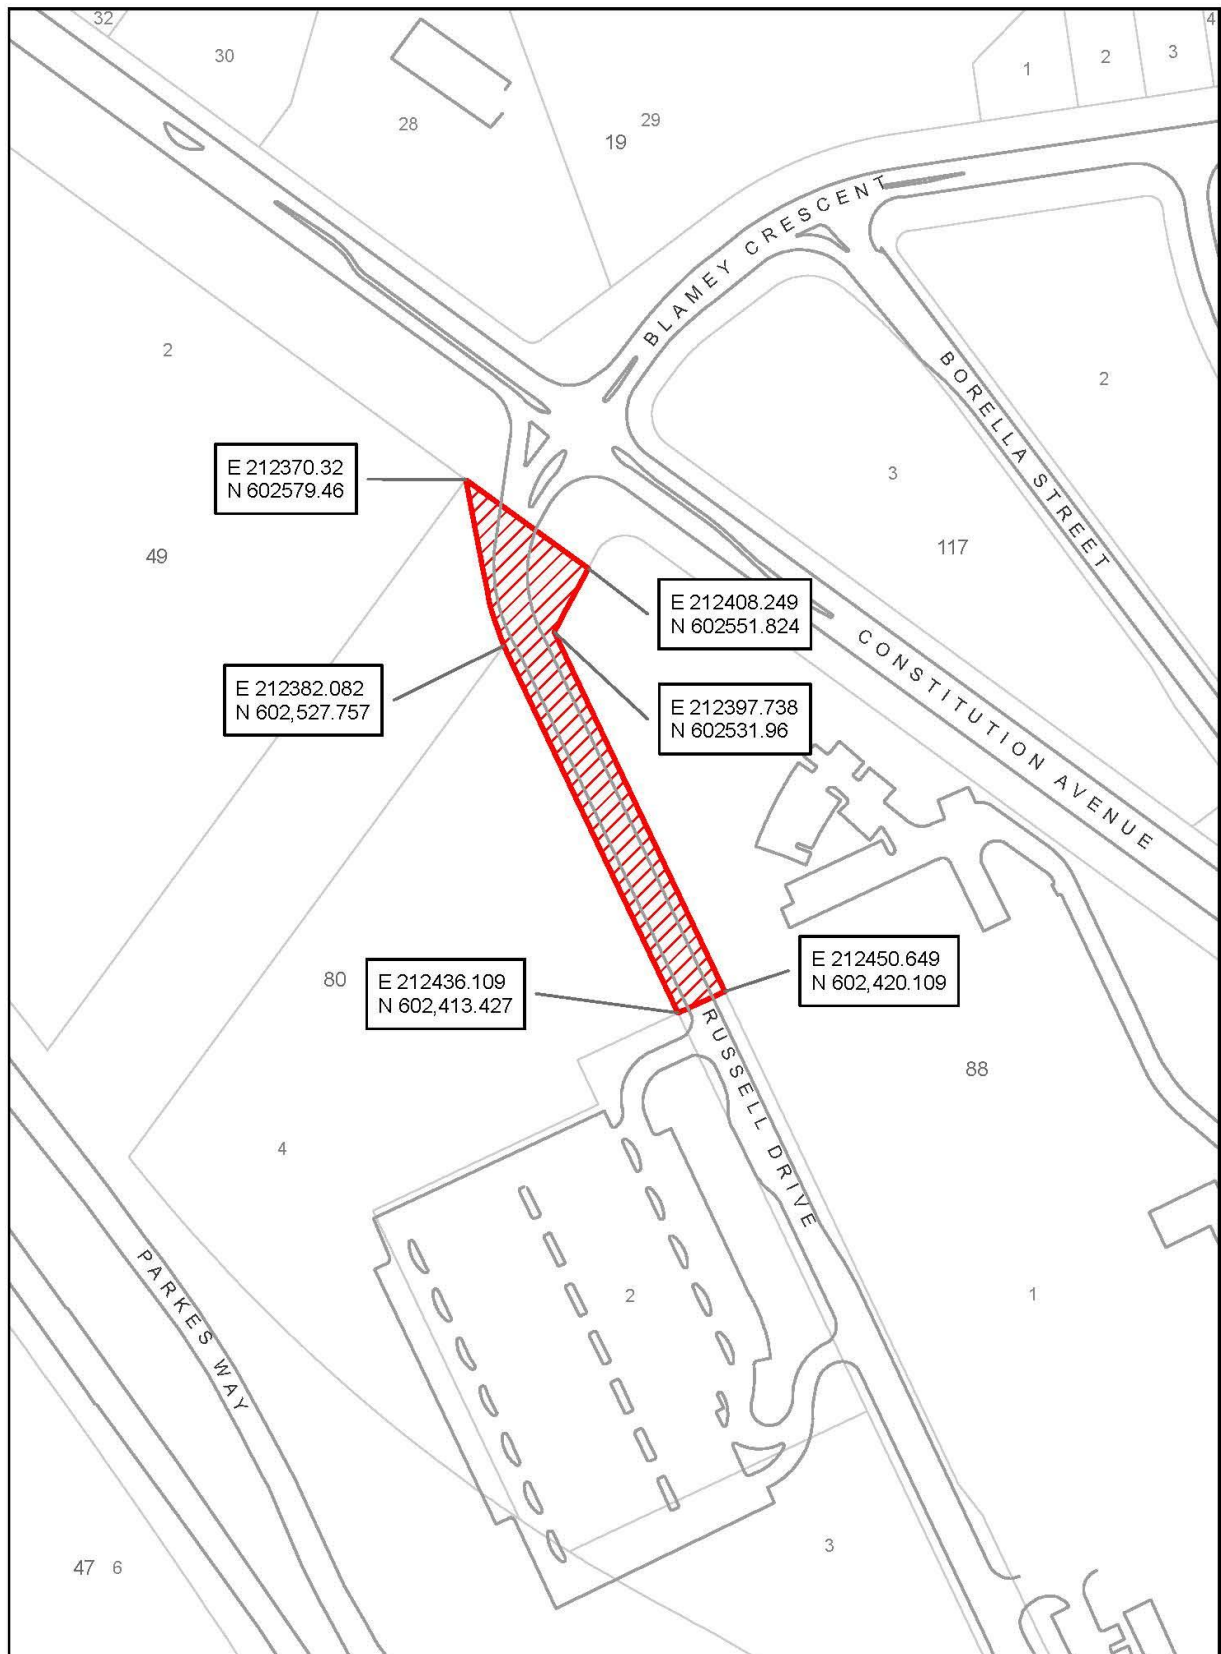 32
30
4
3
2
1
28
29
19
BLAMEY CRESCENT
2
BORELLA STREET
2
E 212370.32
N 602579.46
3
49
117
E 212408.249
N 602551.824
CONSTITUTION AVENUE
E 212382.082
N 602,527.757
E 212397.738
N 602531.96
80
E 212436.109
N 602,413.427
E 212450.649
N 602,420.109
RUSSELL DRIVE
88
4
PARKES WAY
2
1
3
47 6